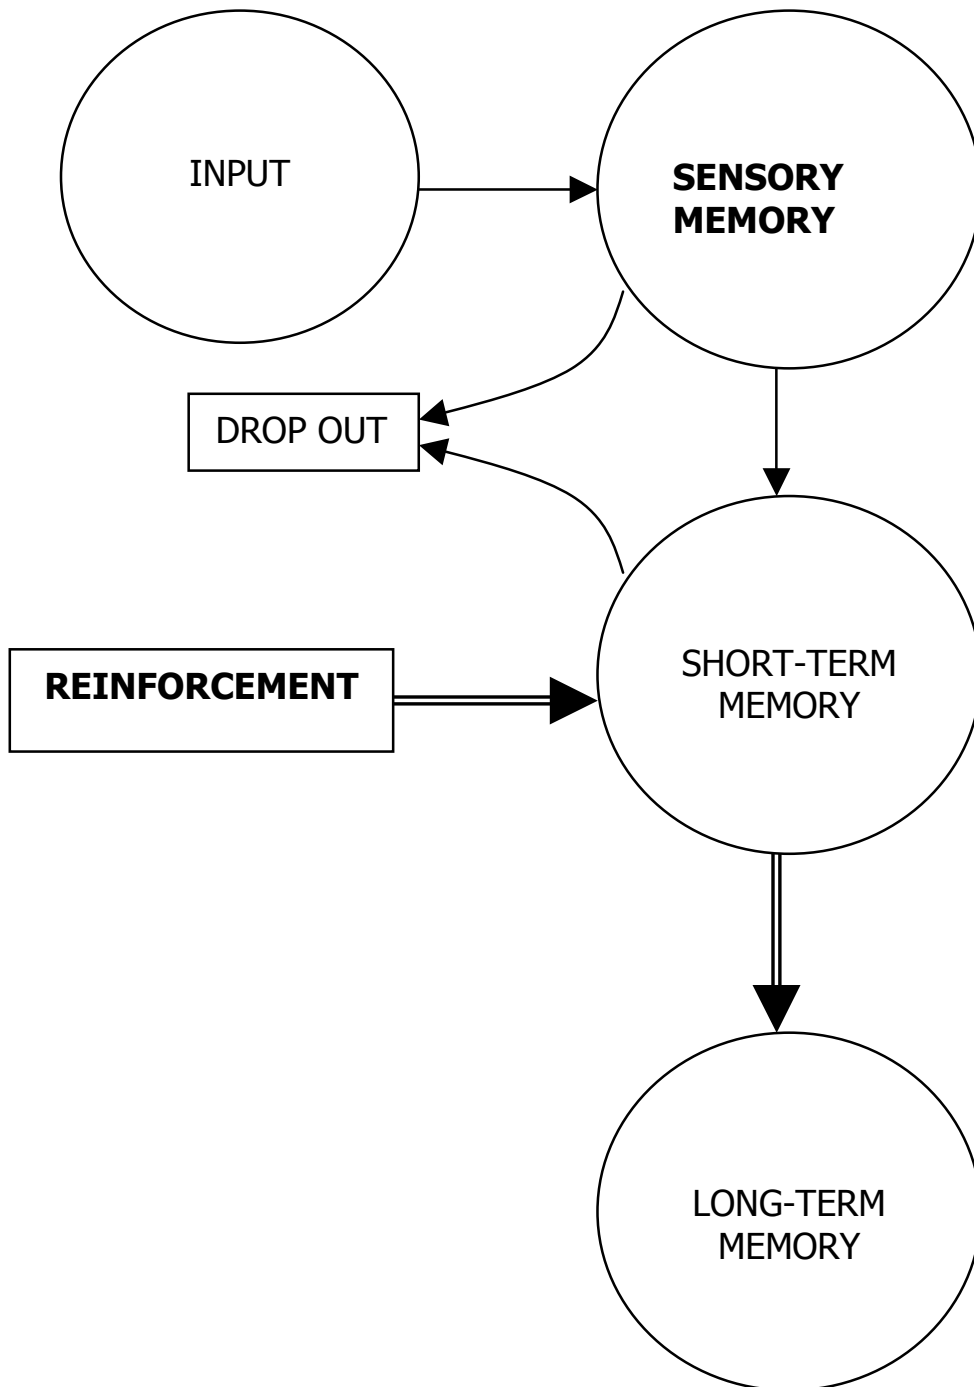 INPUT
SENSORY
MEMORY
DROP OUT
REINFORCEMENT
SHORT-TERM
MEMORY
LONG-TERM
MEMORY